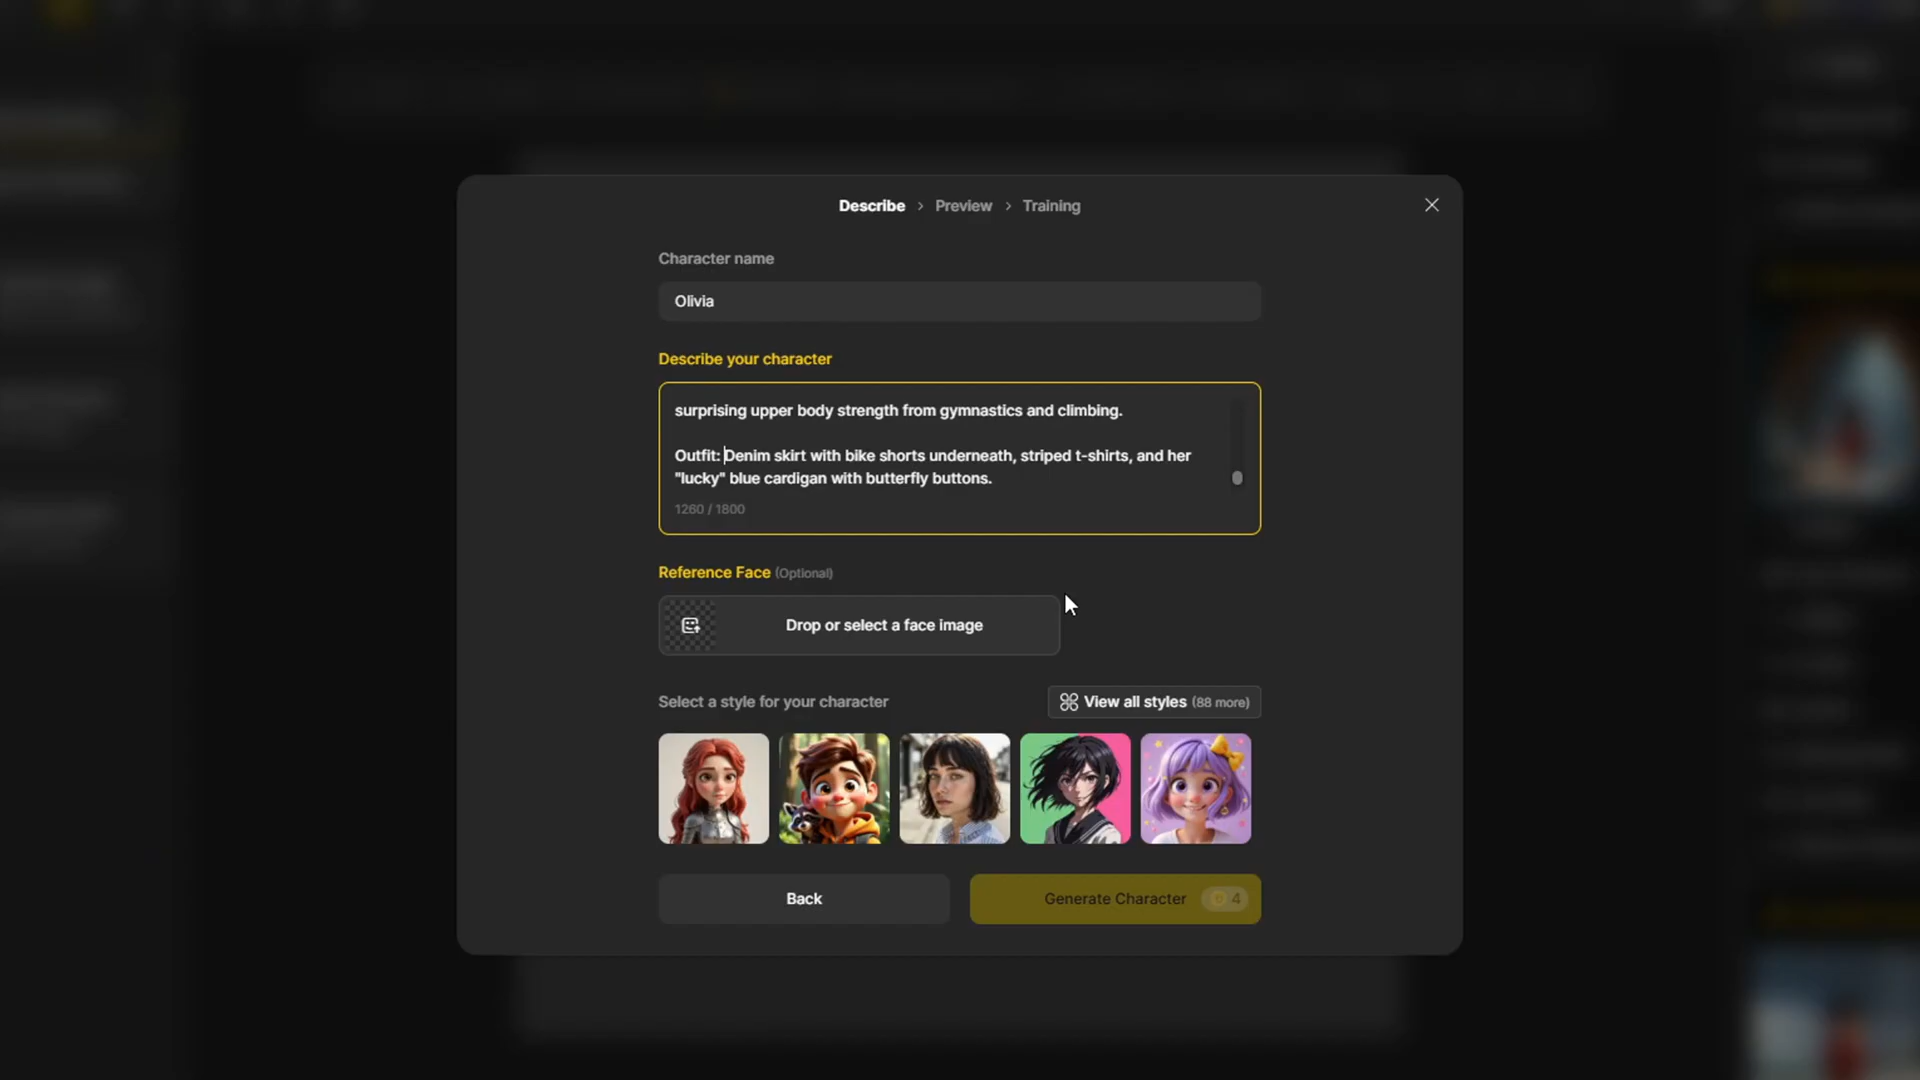 Describe > Preview > Training
Character name
Olivia
Describe your character
surprising upper body strength from gymnastics and climbing.
Outfit: Denim skirt with bike shorts underneath, striped t-shirts, and her
"lucky" blue cardigan with butterfly buttons.
1260 / 1800
Reference Face (Optional)
Drop or select a face image
Select a style for your character
View all styles (88 more)
Back
Generate Character 4